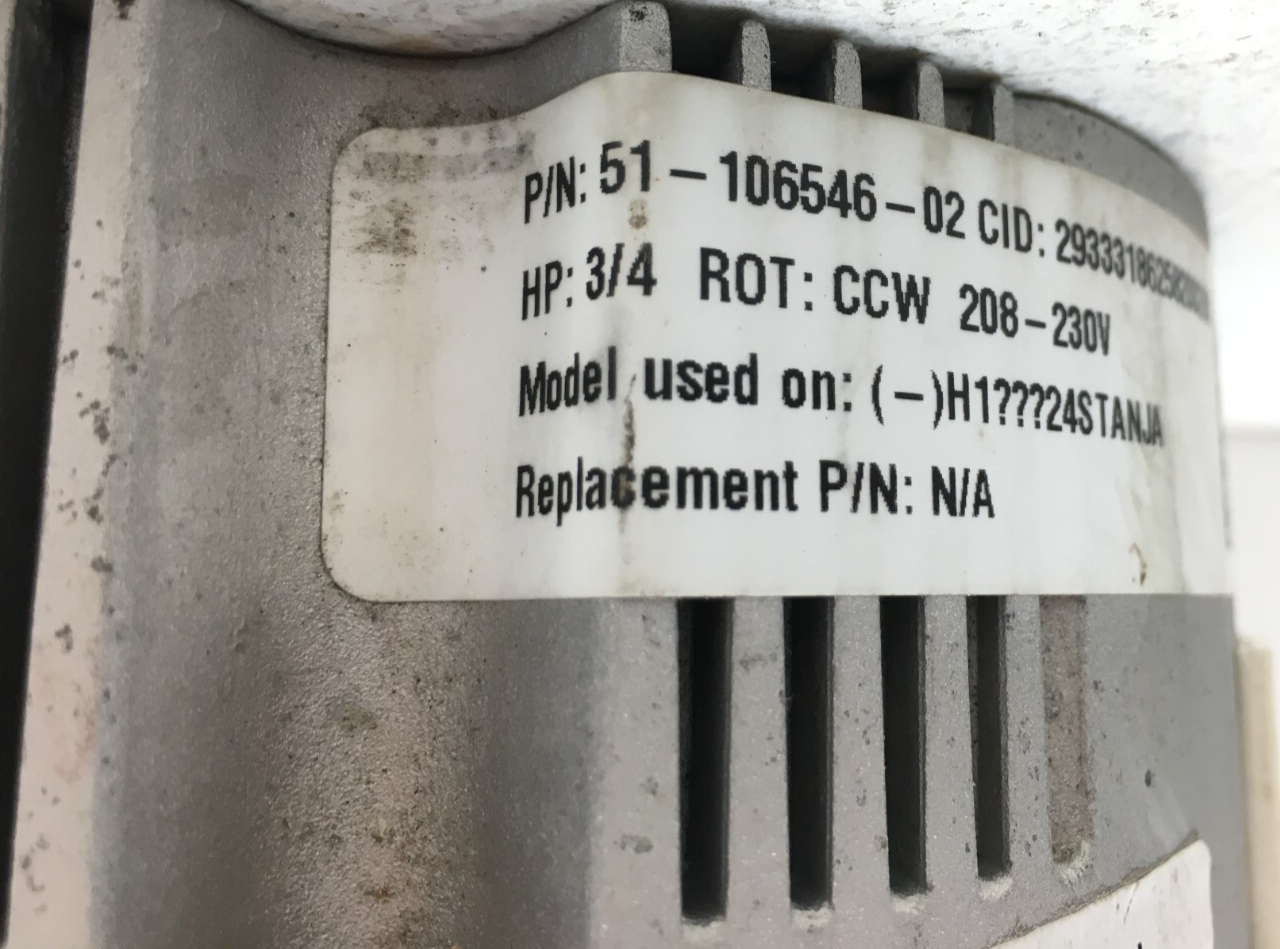 P/N: 51-106546-02 CID:
HP: 3/4 ROT: CCW 208-230V
Model used on: (-)H1???24STANJA
Replacement P/N: N/A